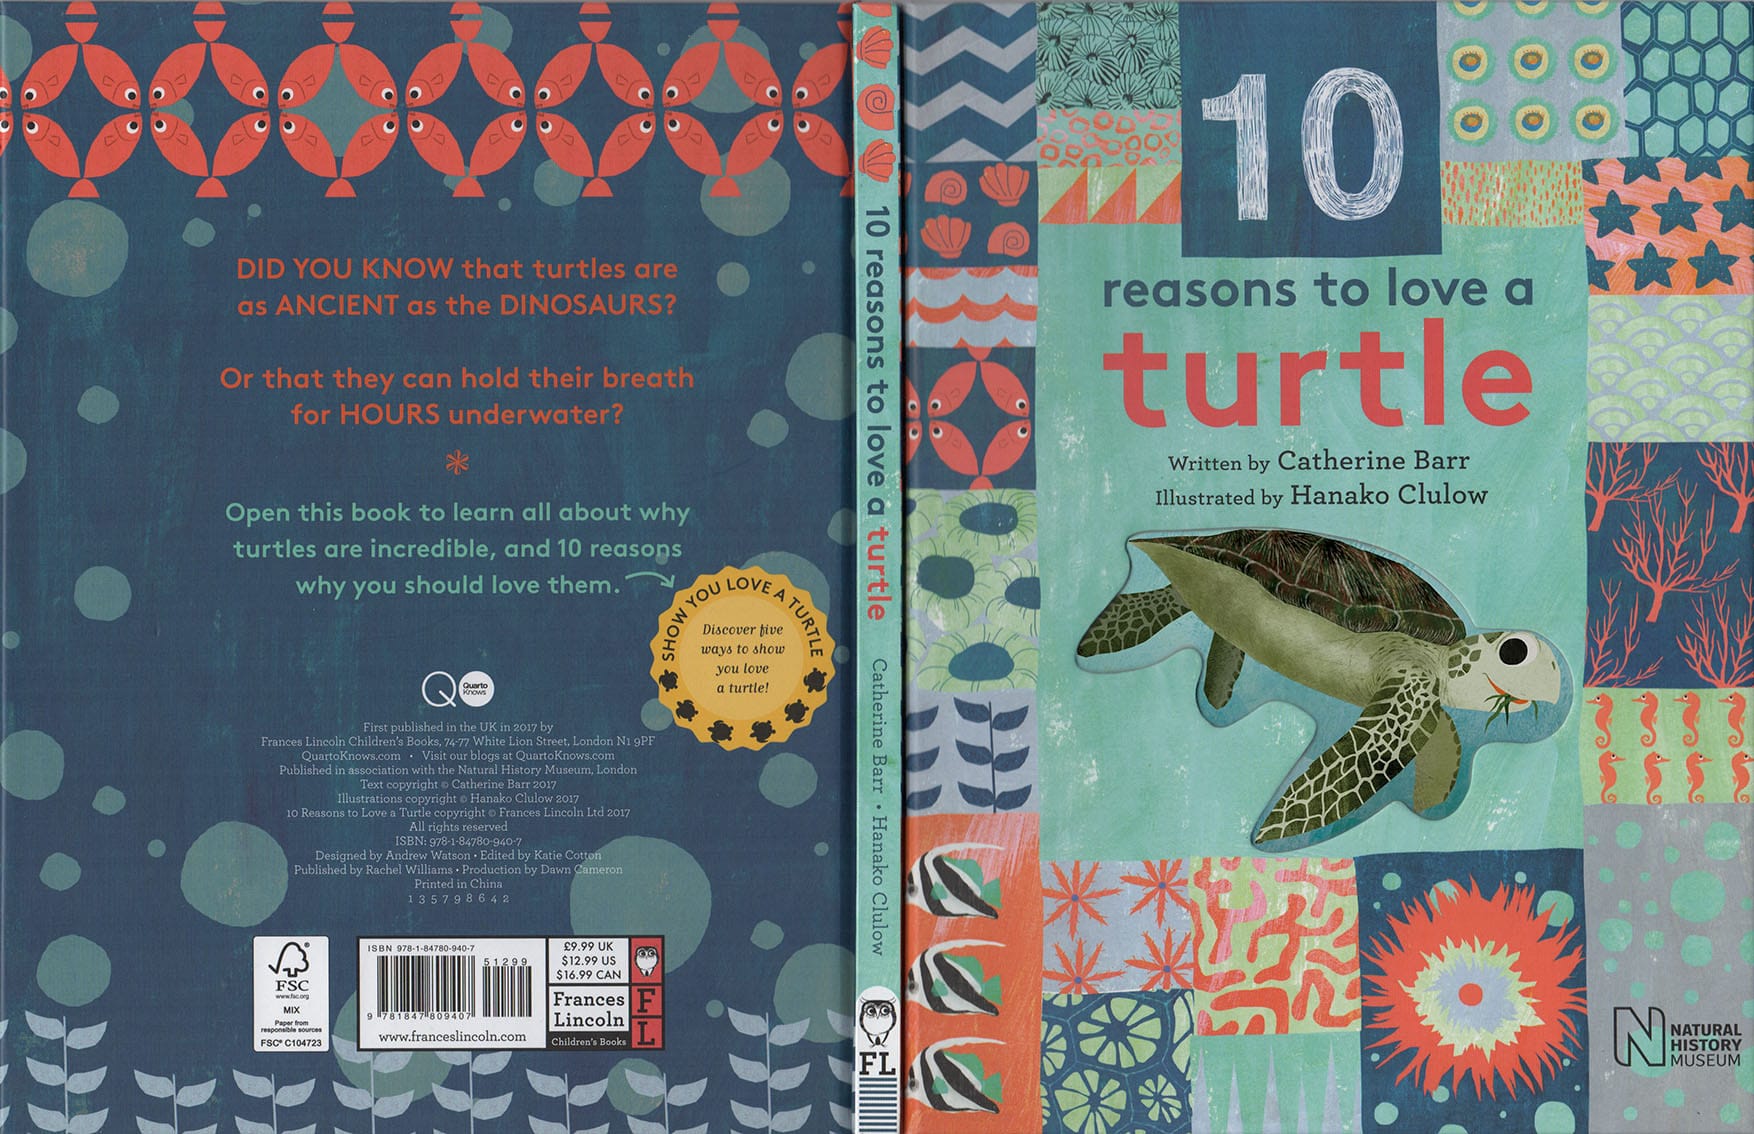 DID YOU KNOW that turtles are
as ANCIENT as the DINOSAURS?
Or that they can hold their breath
for HOURS underwater?
*
Open this book to learn all about why
turtles are incredible, and 10 reasons
why you should love them.
SHOW YOU LOVE A TURTLE
Discover five
ways to show
you love
a turtle!
Q
Quarto
Knows
First published in the UK in 2017 by
Frances Lincoln Children's Books, 74-77 White Lion Street, London N1 9PF
QuartoKnows.com • Visit our blogs at QuartoKnows.com
Published in association with the Natural History Museum, London
Text copyright © Catherine Barr 2017
Illustrations copyright © Hanako Clulow 2017
10 Reasons to Love a Turtle copyright © Frances Lincoln Ltd 2017
All rights reserved
ISBN: 978-1-84780-940-7
Designed by Andrew Watson • Edited by Katie Cotton
Published by Rachel Williams • Production by Dawn Cameron
Printed in China
1 3 5 7 9 8 6 4 2
FSC
www.fsc.org
MIX
Paper from
responsible sources
FSC® C104723
ISBN 978-1-84780-940-7
51299
9 781847 809407
www.franceslincoln.com
£9.99 UK
$12.99 US
$16.99 CAN
Frances
Lincoln
Children's Books
F
L
10 reasons to love a turtle
Catherine Barr • Hanako Clulow
FL
10
reasons to love a
turtle
Written by Catherine Barr
Illustrated by Hanako Clulow
N
NATURAL
HISTORY
MUSEUM